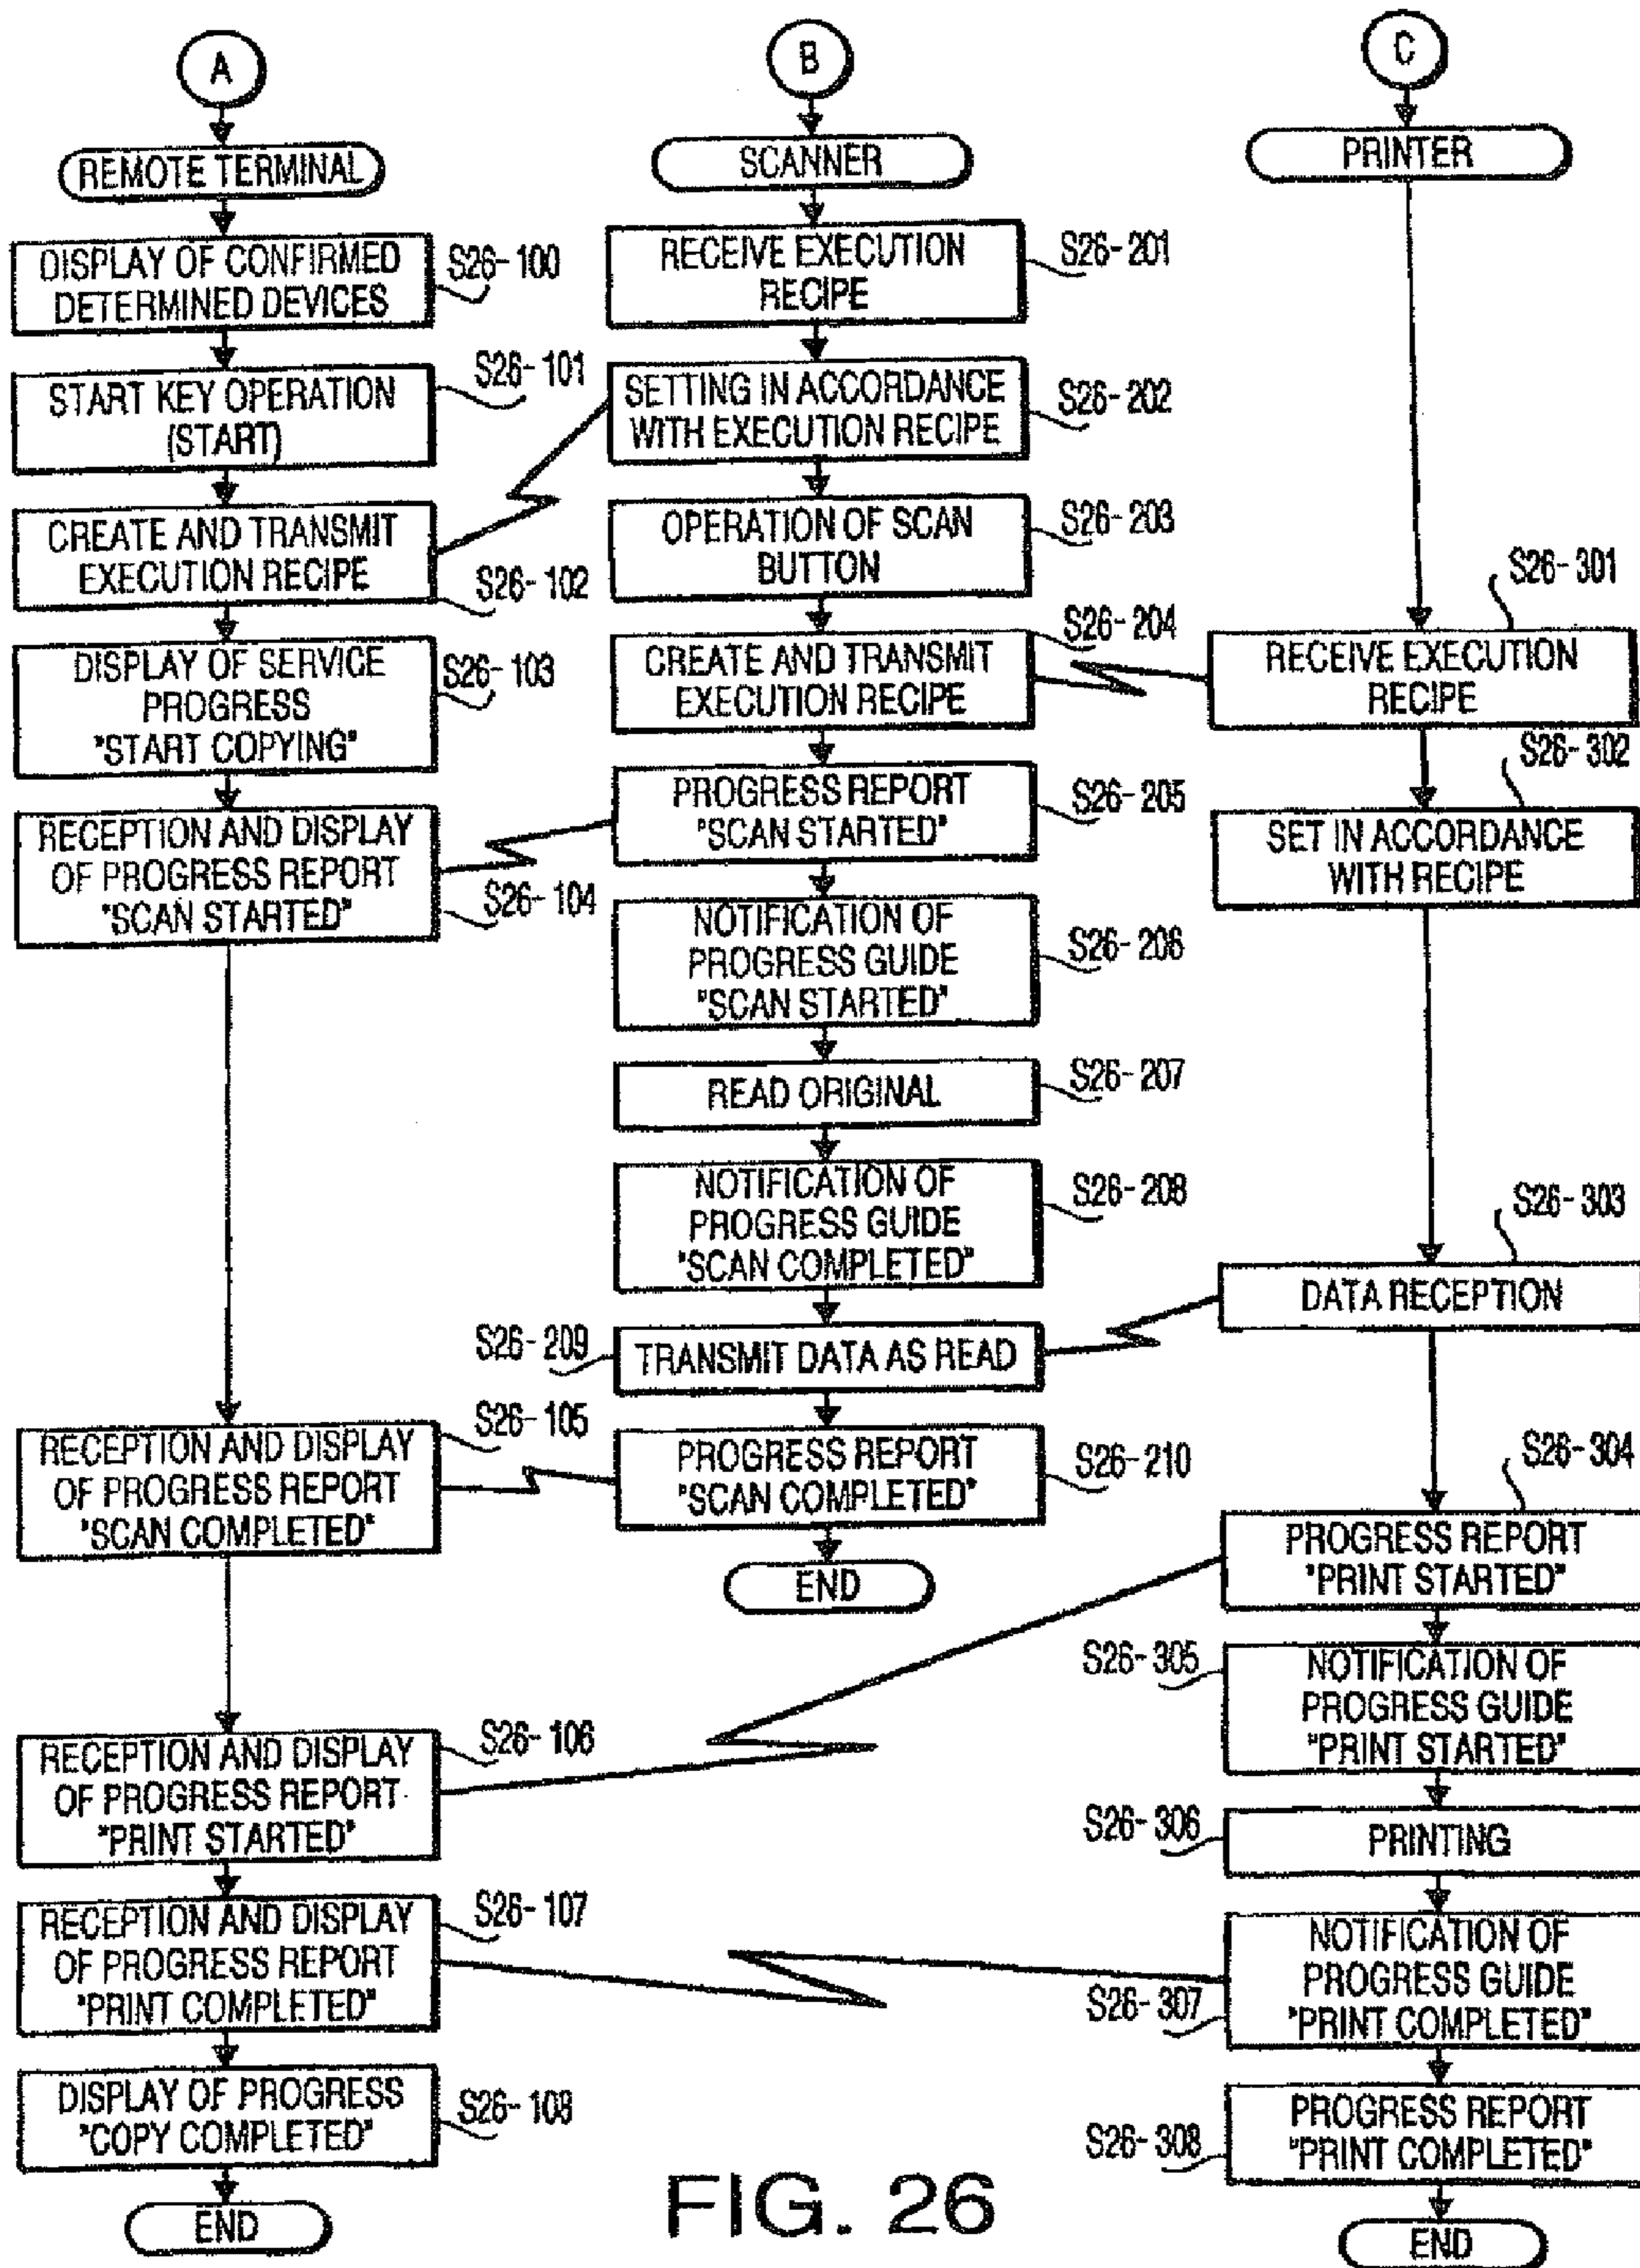 A
REMOTE TERMINAL
DISPLAY OF CONFIRMED
DETERMINED DEVICES
S26-100
START KEY OPERATION
(START)
S26-101
CREATE AND TRANSMIT
EXECUTION RECIPE
S26-102
DISPLAY OF SERVICE
PROGRESS
"START COPYING"
S26-103
RECEPTION AND DISPLAY
OF PROGRESS REPORT
"SCAN STARTED"
S26-104
RECEPTION AND DISPLAY
OF PROGRESS REPORT
"SCAN COMPLETED"
S26-105
RECEPTION AND DISPLAY
OF PROGRESS REPORT
"PRINT STARTED"
S26-106
RECEPTION AND DISPLAY
OF PROGRESS REPORT
"PRINT COMPLETED"
S26-107
DISPLAY OF PROGRESS
"COPY COMPLETED"
S26-108
END
B
SCANNER
RECEIVE EXECUTION
RECIPE
S26-201
SETTING IN ACCORDANCE
WITH EXECUTION RECIPE
S26-202
OPERATION OF SCAN
BUTTON
S26-203
CREATE AND TRANSMIT
EXECUTION RECIPE
S26-204
PROGRESS REPORT
"SCAN STARTED"
S26-205
NOTIFICATION OF
PROGRESS GUIDE
"SCAN STARTED"
S26-206
READ ORIGINAL
S26-207
NOTIFICATION OF
PROGRESS GUIDE
"SCAN COMPLETED"
S26-208
TRANSMIT DATA AS READ
S26-209
PROGRESS REPORT
"SCAN COMPLETED"
S26-210
END
C
PRINTER
RECEIVE EXECUTION
RECIPE
S26-301
SET IN ACCORDANCE
WITH RECIPE
S26-302
DATA RECEPTION
S26-303
PROGRESS REPORT
"PRINT STARTED"
S26-304
NOTIFICATION OF
PROGRESS GUIDE
"PRINT STARTED"
S26-305
PRINTING
S26-306
NOTIFICATION OF
PROGRESS GUIDE
"PRINT COMPLETED"
S26-307
PROGRESS REPORT
"PRINT COMPLETED"
S26-308
END
FIG. 26